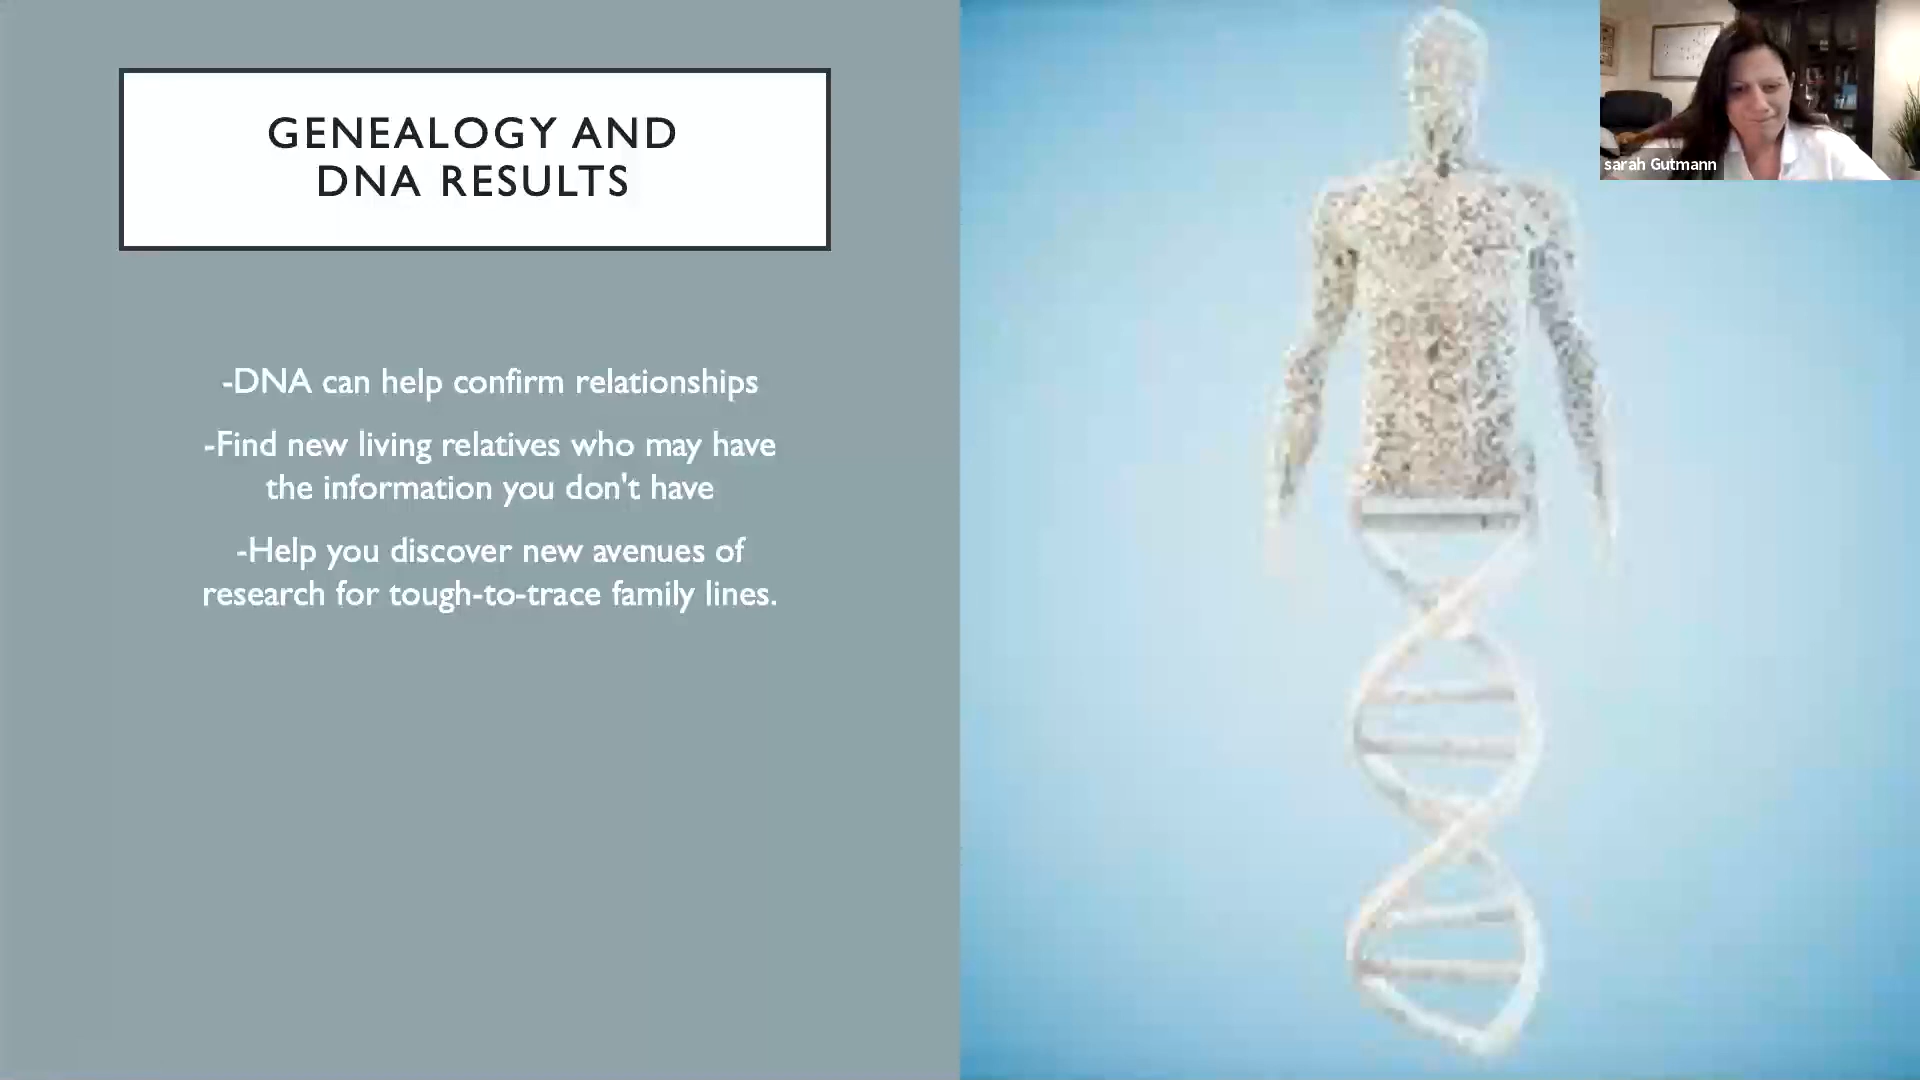 GENEALOGY AND
DNA RESULTS
-DNA can help confirm relationships
-Find new living relatives who may have
the information you don't have
-Help you discover new avenues of
research for tough-to-trace family lines.
sarah Gutmann